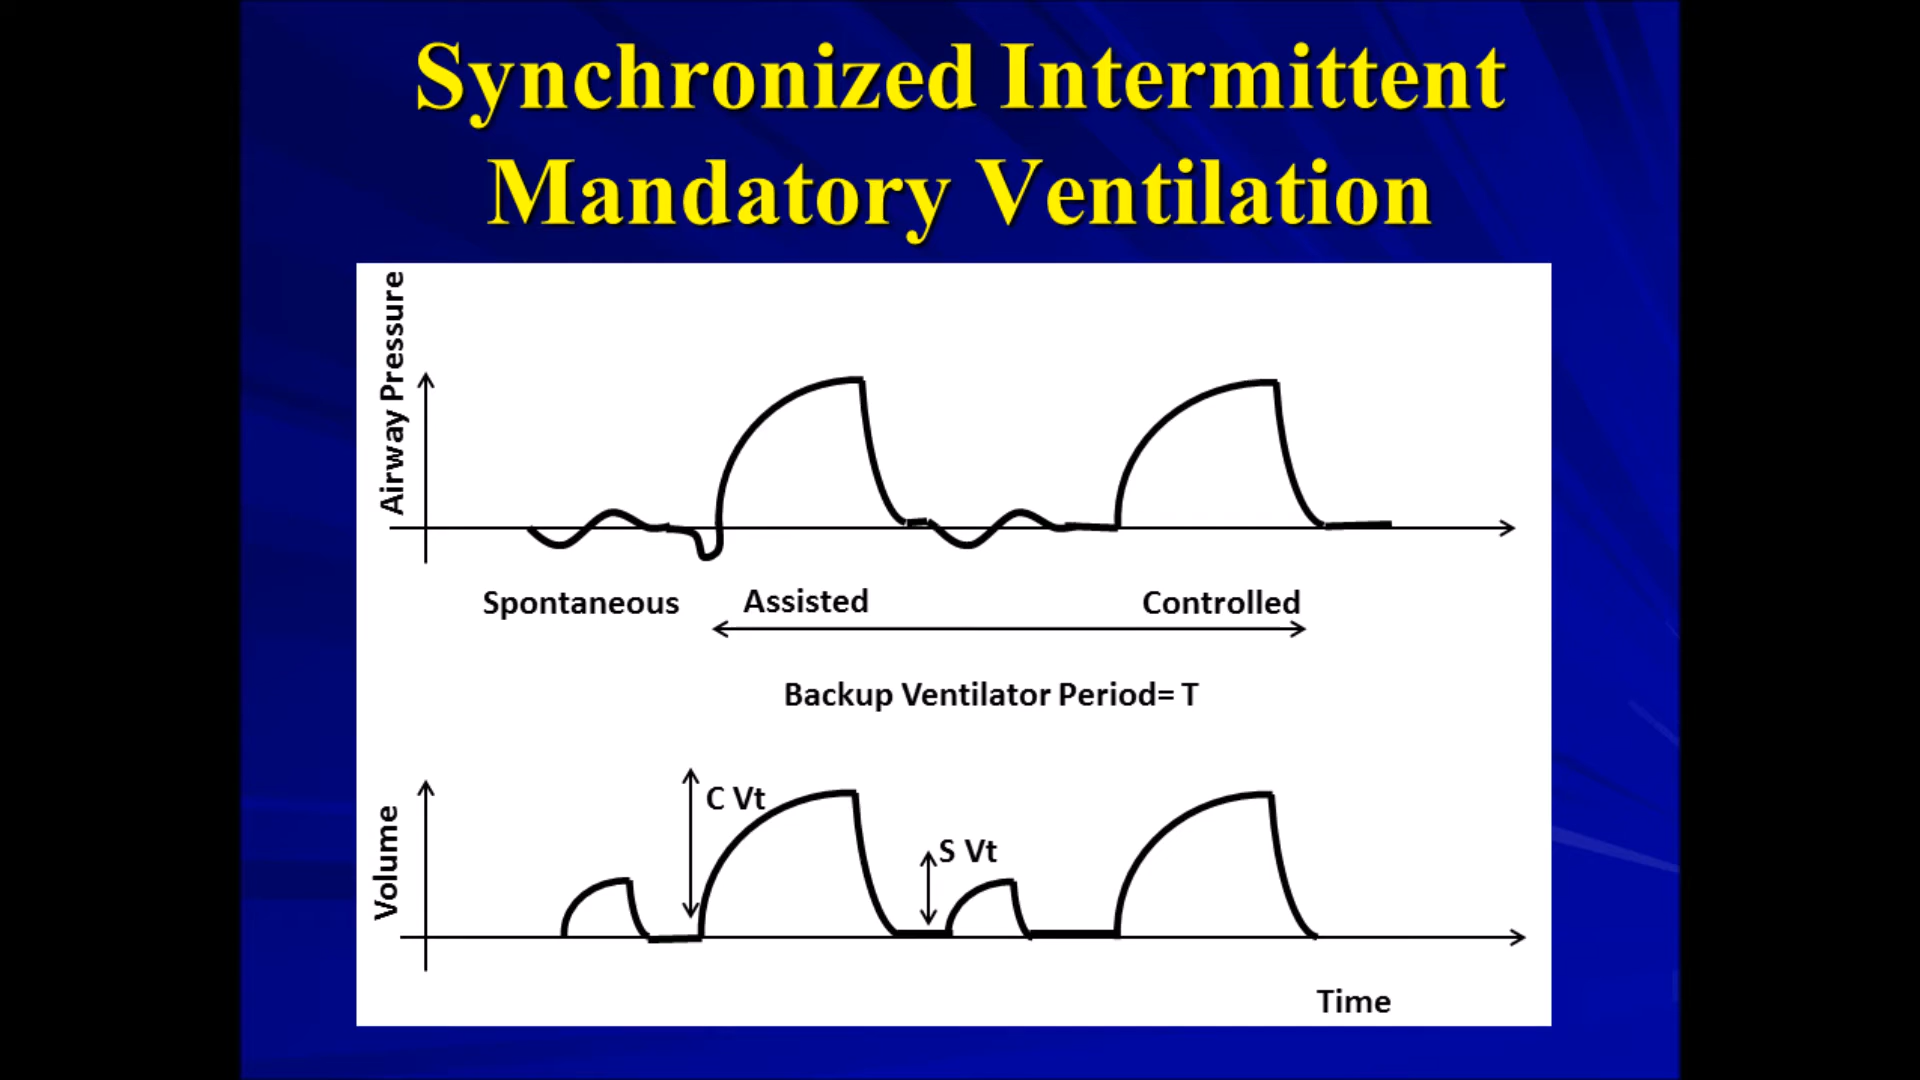 Synchronized Intermittent
Mandatory Ventilation
Airway Pressure
Spontaneous
Assisted
Controlled
Backup Ventilator Period= T
Volume
C Vt
S Vt
Time